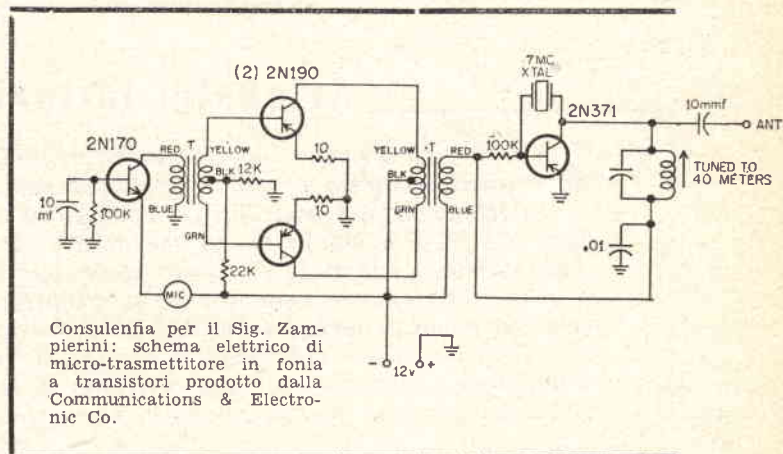 (2) 2N190
7 MC
XTAL
2N371
10mmf
ANT
2N170
RED
T
YELLOW
10
YELLOW
T
RED
100K
BLK
12K
BLK
TUNED TO
40 METERS
10
mf
100K
BLUE
GRN
10
GRN
BLUE
.01
22K
MIC
- 12v +
Consulenfia per il Sig. Zam-
pierini: schema elettrico di
micro-trasmettitore in fonia
a transistori prodotto dalla
Communications & Electro-
nic Co.